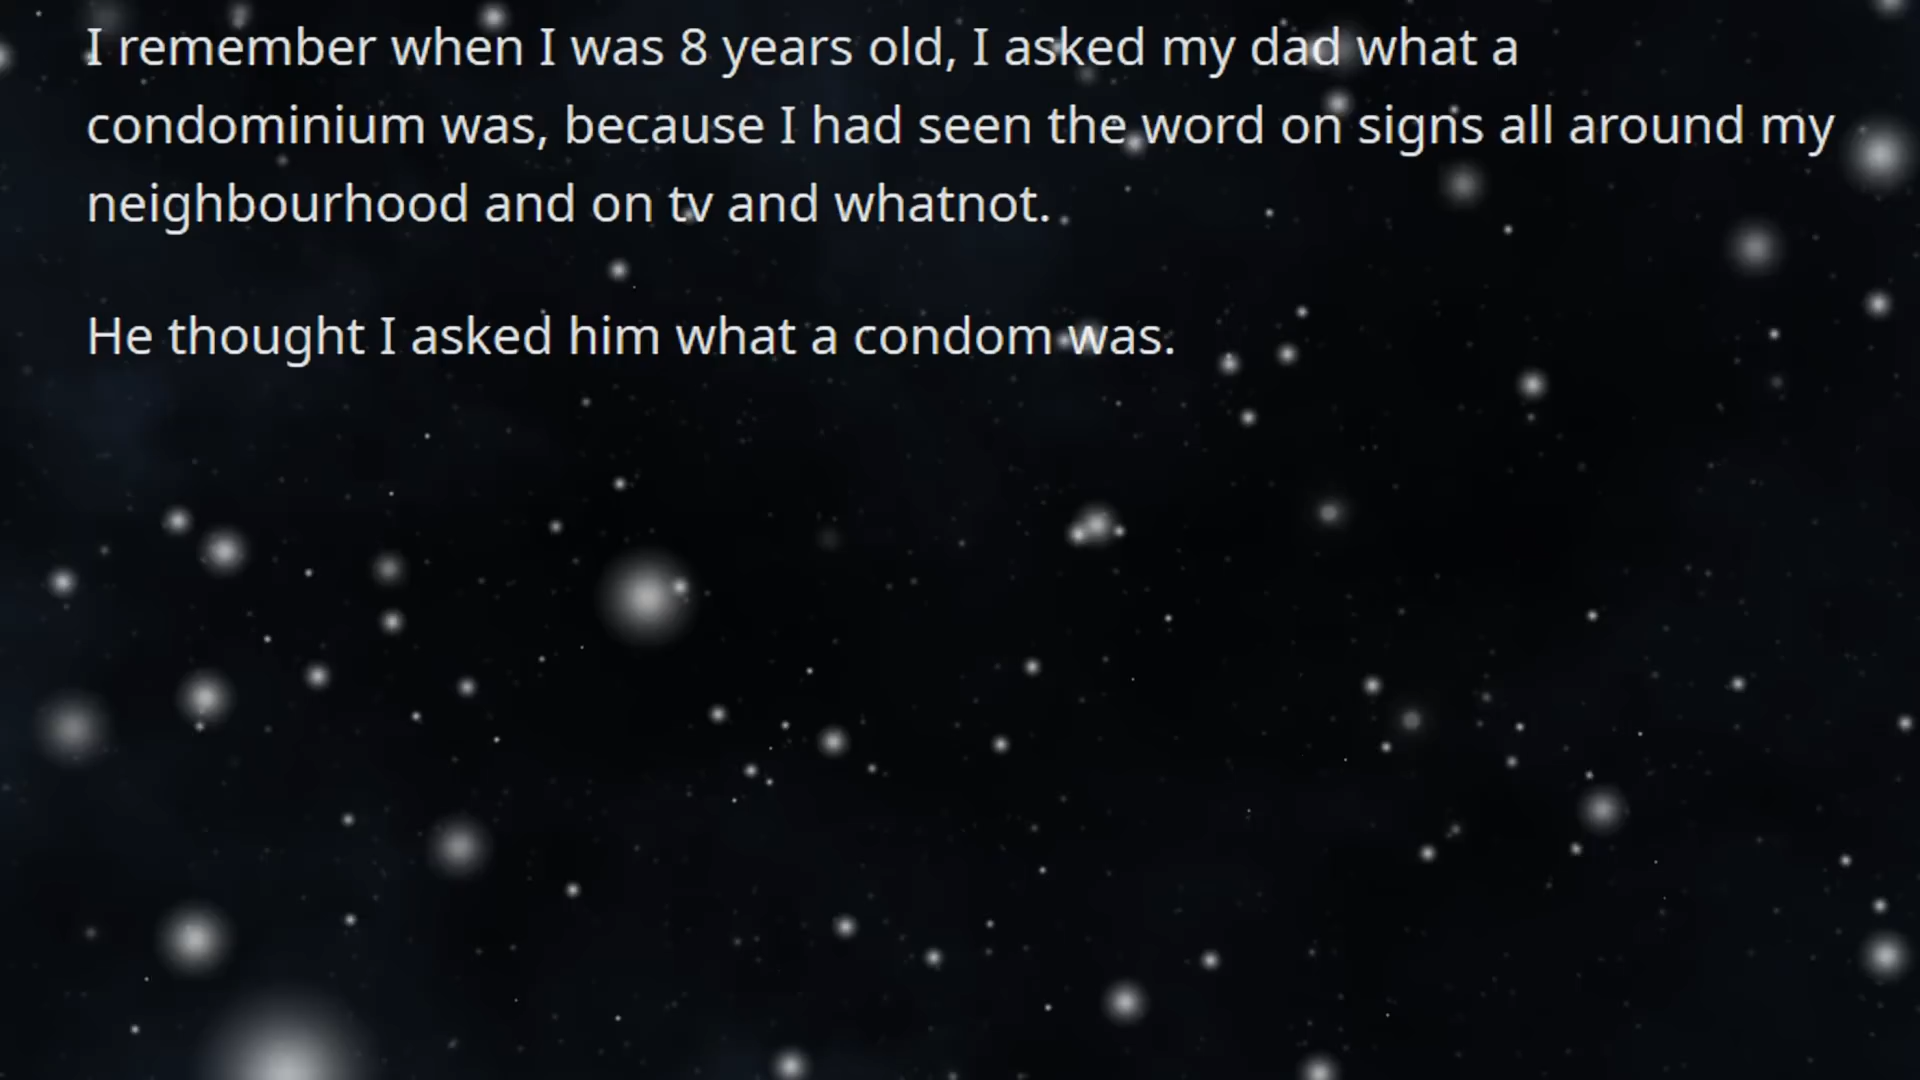 I remember when I was 8 years old, I asked my dad what a
condominium was, because I had seen the word on signs all around my
neighbourhood and on tv and whatnot.
He thought I asked him what a condom was.